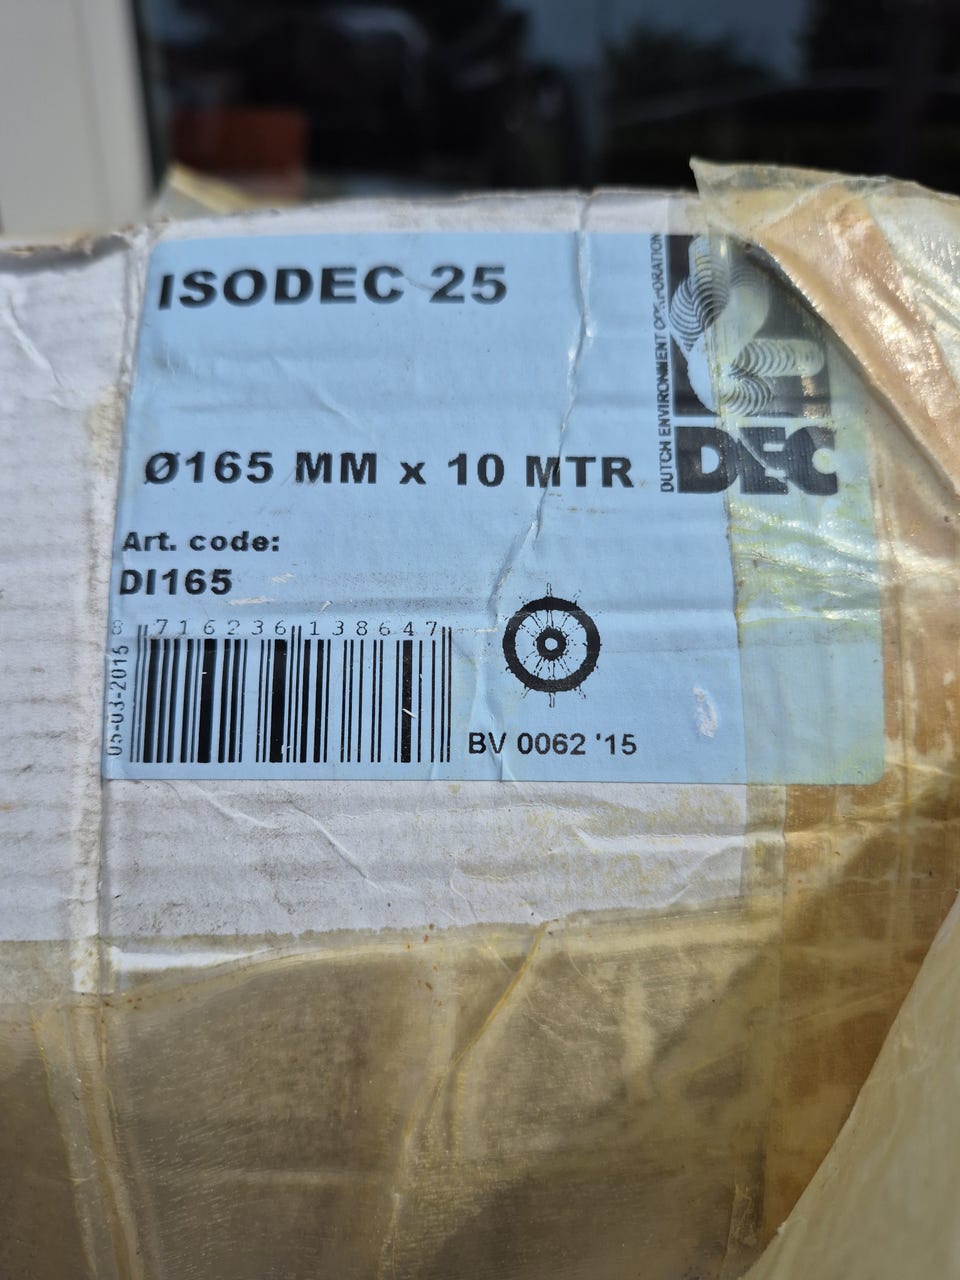 ISODEC 25
DUTCH ENVIRONMENT CORPORATION
DEC
Ø165 MM x 10 MTR
Art. code:
DI165
8 716236 138647
05-03-2015
BV 0062 '15